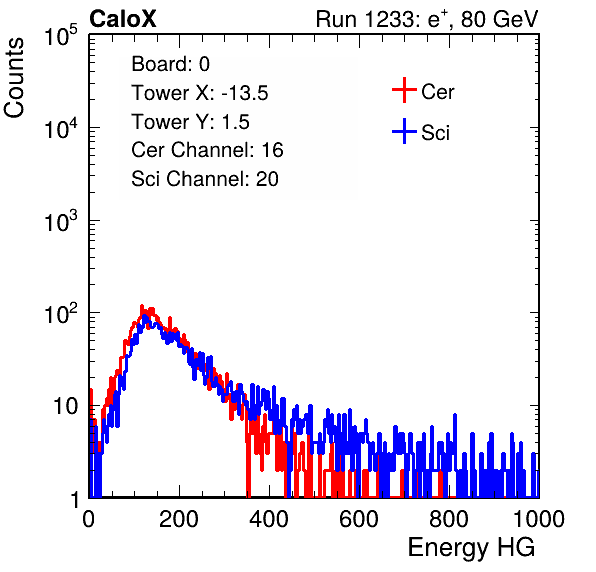 CaloX Run 1233: e⁺, 80 GeV
Counts
Board: 0
Tower X: -13.5
Tower Y: 1.5
Cer Channel: 16
Sci Channel: 20
Cer
Sci
10⁵
10⁴
10³
10²
10
1
0 200 400 600 800 1000
Energy HG